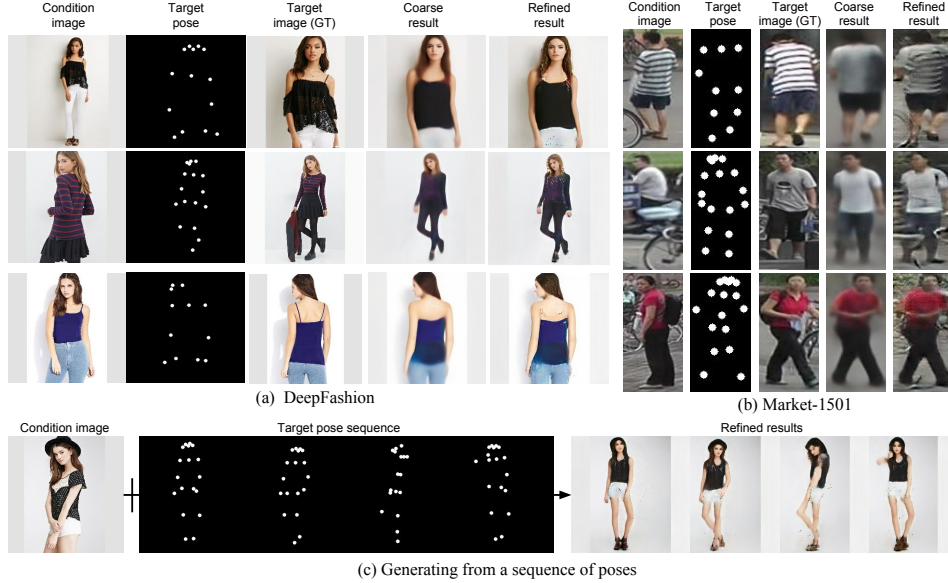 Condition image
Target pose
Target image (GT)
Coarse result
Refined result
(a) DeepFashion
Condition image
Target pose
Target image (GT)
Coarse result
Refined result
(b) Market-1501
Condition image
Target pose sequence
Refined results
(c) Generating from a sequence of poses